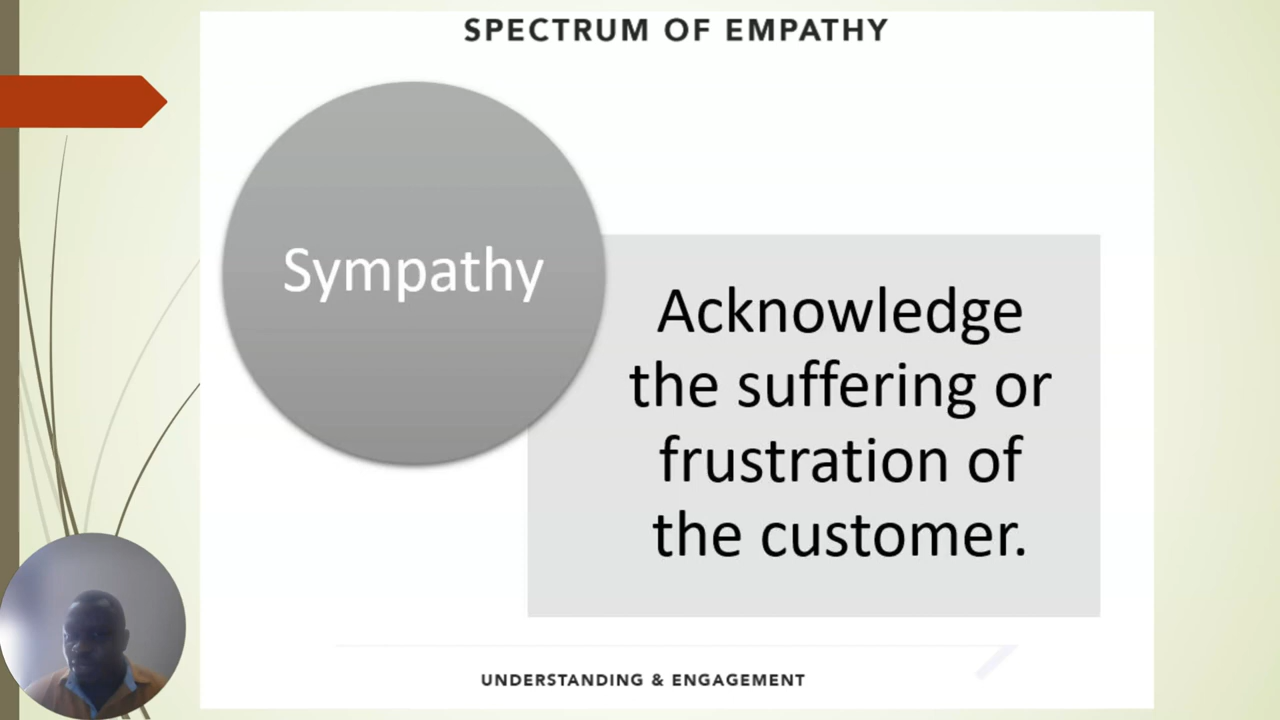 SPECTRUM OF EMPATHY
Sympathy
Acknowledge
the suffering or
frustration of
the customer.
UNDERSTANDING & ENGAGEMENT